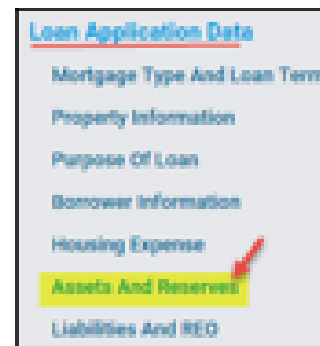 Loan Application Data
Mortgage Type And Loan Term
Property Information
Purpose Of Loan
Borrower Information
Housing Expense
Assets And Reserves
Liabilities And REO